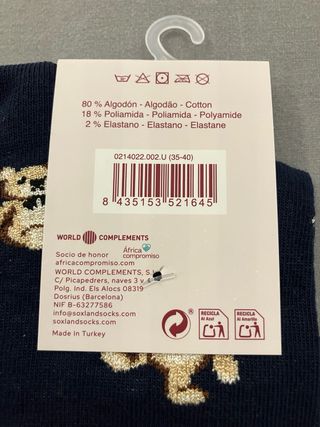 80 % Algodón - Algodão - Cotton
18 % Poliamida - Poliamida - Polyamide
2 % Elastano - Elastano - Elastane
0214022.002.U (35-40)
8 435153 521645
WORLD COMPLEMENTS
Socio de honor África compromiso
africacompromiso.com
WORLD COMPLEMENTS, S.
C/ Picapedrers, naves 3 y
Polg. Ind. Els Alocs 08319
Dosrius (Barcelona)
NIF B-63277586
info@soxlandsocks.com
www.soxlandsocks.com
Made in Turkey
RECICLA Al Azul
RECICLA Al Amarillo